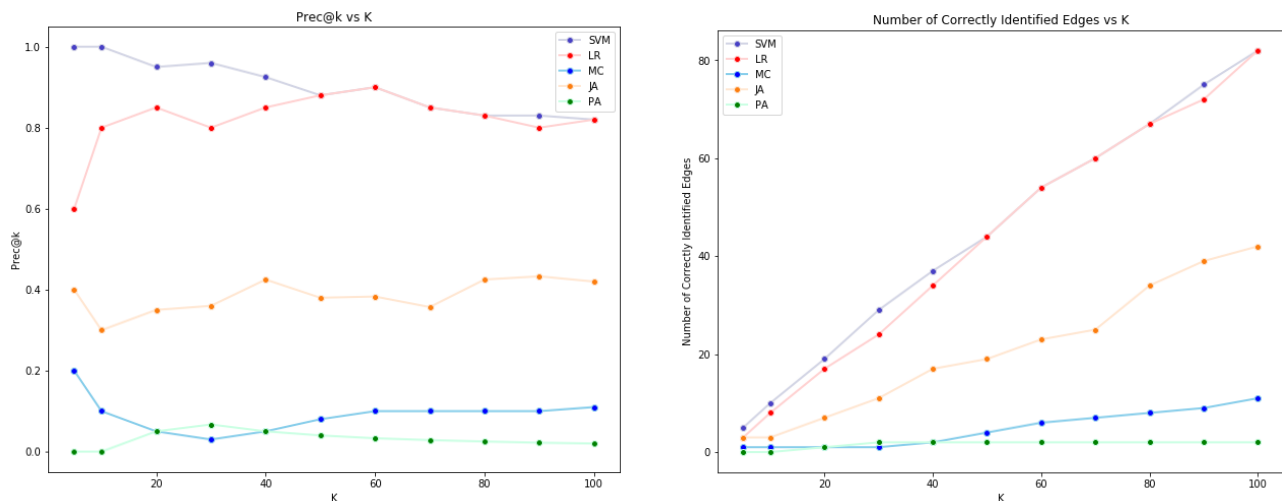 Prec@k vs K
Prec@k
1.0
0.8
0.6
0.4
0.2
0.0
20
40
60
80
100
K
SVM
LR
MC
JA
PA
Number of Correctly Identified Edges vs K
Number of Correctly Identified Edges
80
60
40
20
0
20
40
60
80
100
K
SVM
LR
MC
JA
PA